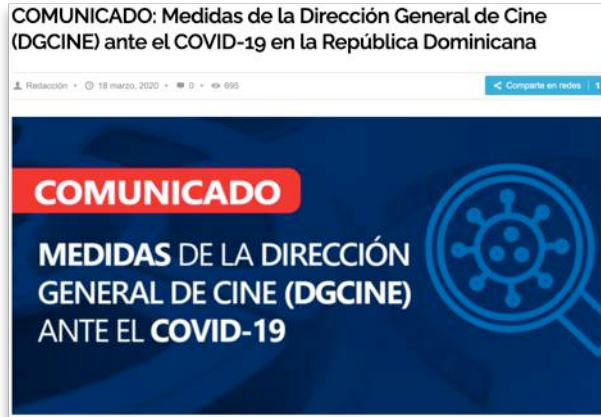 COMUNICADO: Medidas de la Dirección General de Cine
(DGCINE) ante el COVID-19 en la República Dominicana
Redacción • 18 marzo, 2020 • 0 • 695
Comparte en redes 1
COMUNICADO
MEDIDAS DE LA DIRECCIÓN
GENERAL DE CINE (DGCINE)
ANTE EL COVID-19